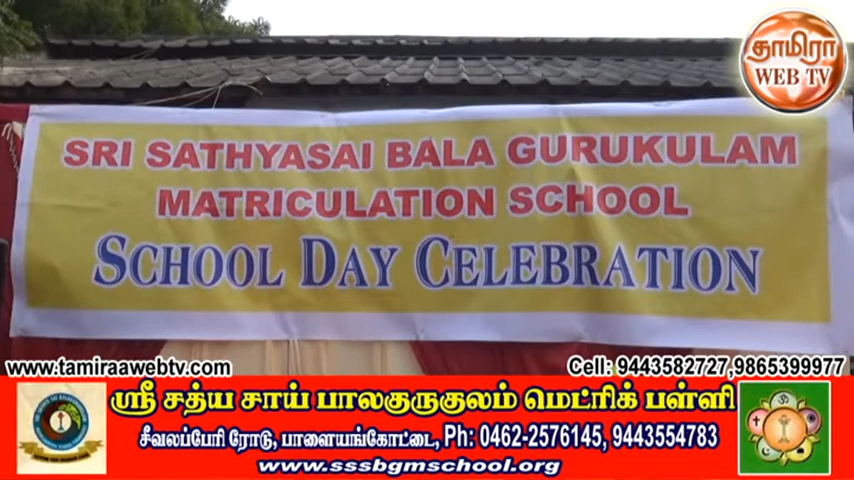 தாமிரா
WEB TV
SRI SATHYASAI BALA GURUKULAM
MATRICULATION SCHOOL
SCHOOL DAY CELEBRATION
www.tamiraawebtv.com
Cell: 9443582727,9865399977
ஸ்ரீ சத்ய சாய் பாலகுருகுலம் மெட்ரிக் பள்ளி
சீவலப்பேரி ரோடு, பாளையங்கோட்டை, Ph: 0462-2576145, 9443554783
www.sssbgmschool.org